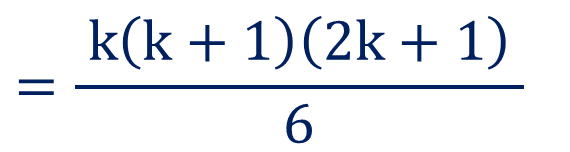 = k(k + 1)(2k + 1) / 6